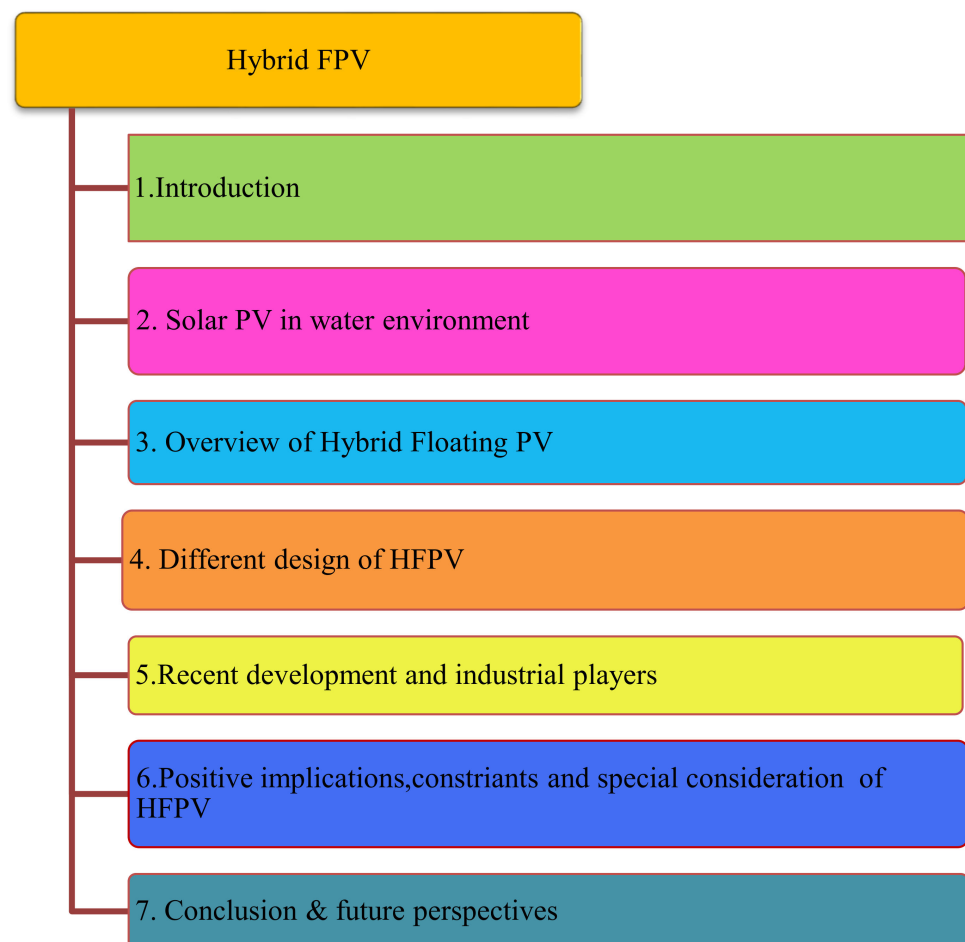 Hybrid FPV
1.Introduction
2. Solar PV in water environment
3. Overview of Hybrid Floating PV
4. Different design of HFPV
5.Recent development and industrial players
6.Positive implications,constriants and special consideration  of
HFPV
7. Conclusion & future perspectives